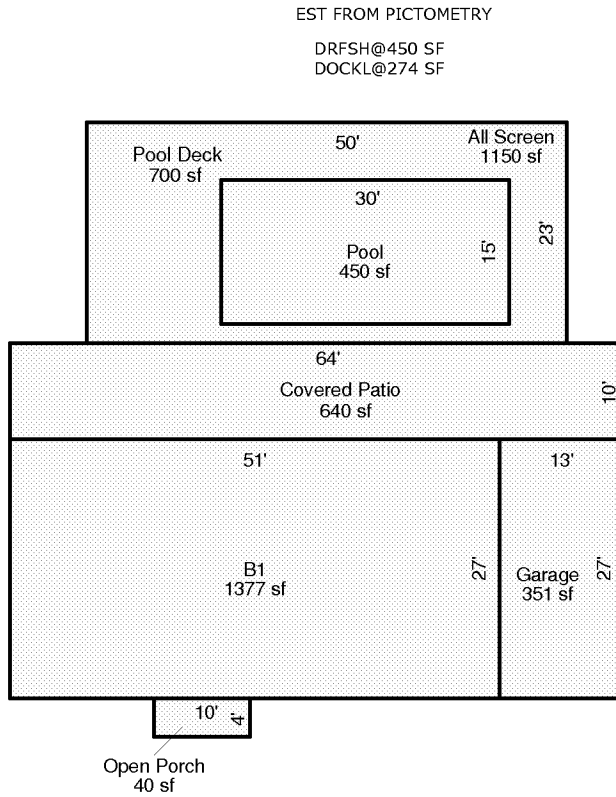 EST FROM PICTOMETRY
DRFSH@450 SF
DOCKL@274 SF
50'
All Screen
1150 sf
Pool Deck
700 sf
30'
Pool
450 sf
15'
23'
64'
Covered Patio
640 sf
10'
51'
13'
B1
1377 sf
27'
Garage
351 sf
27'
10'
4'
Open Porch
40 sf